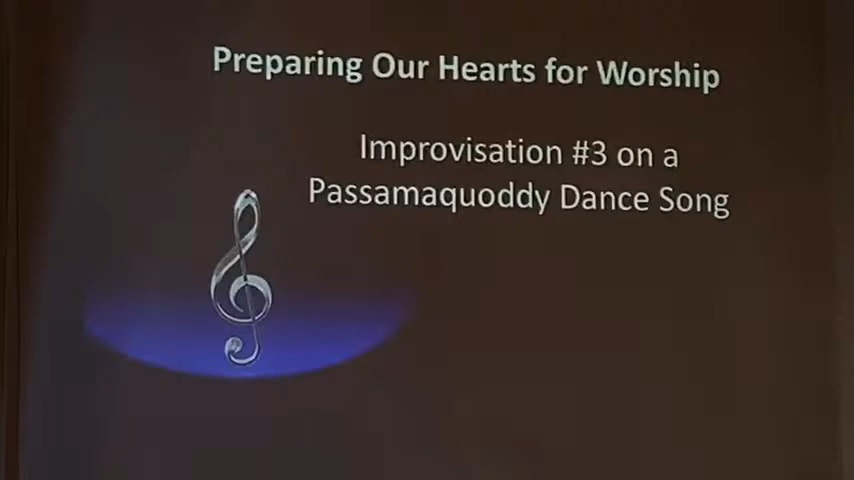 Preparing Our Hearts for Worship
Improvisation #3 on a
Passamaquoddy Dance Song